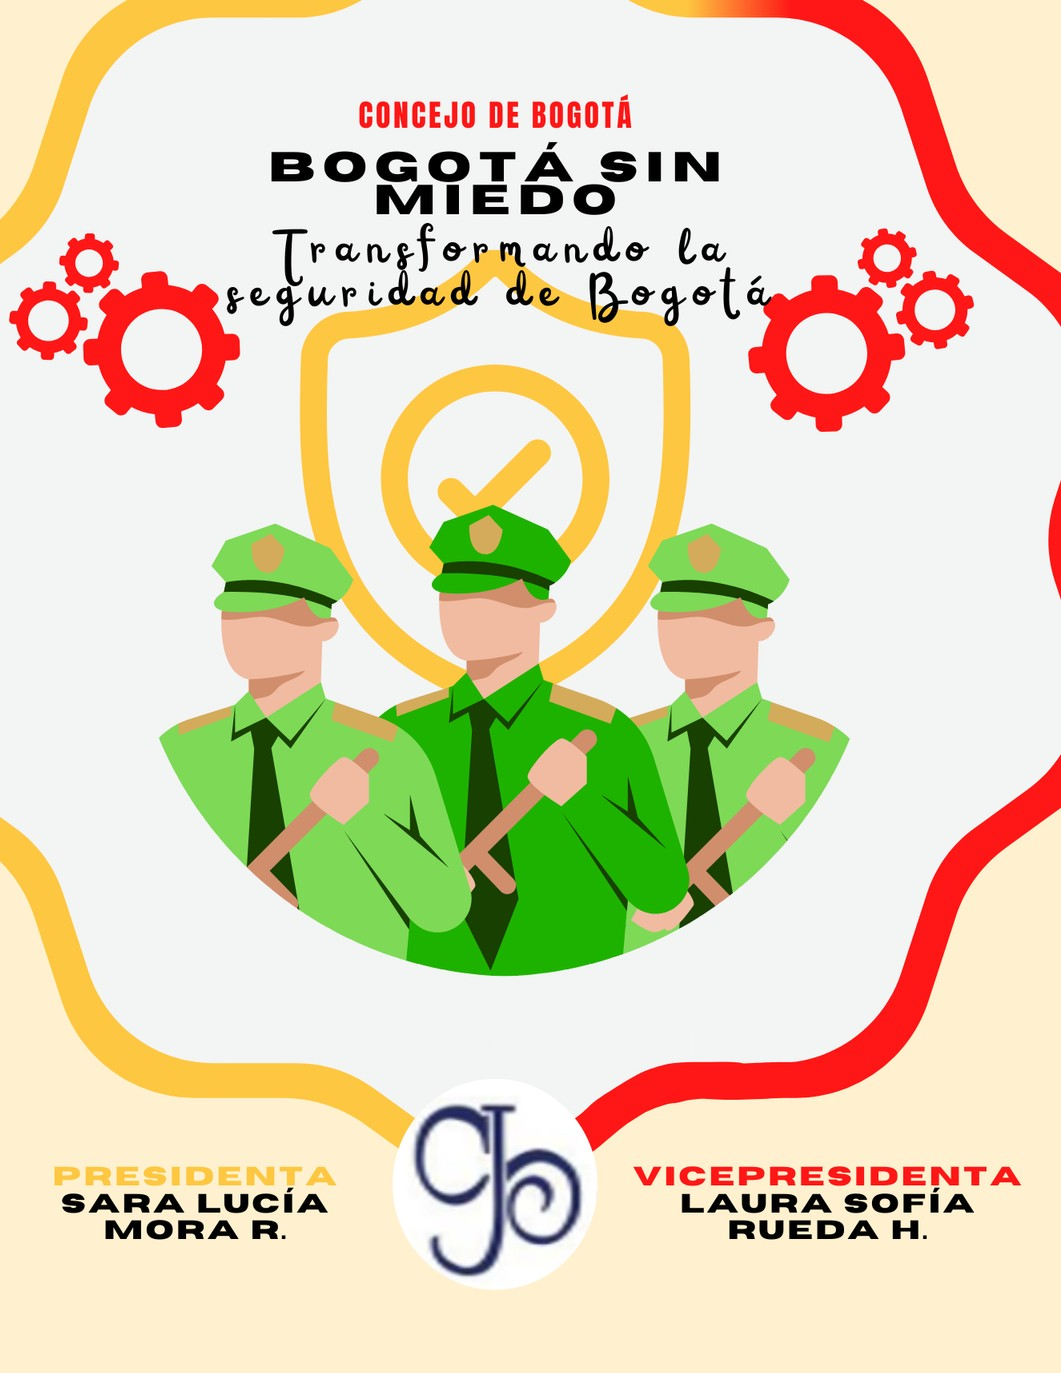 CONCEJO DE BOGOTÁ
BOGOTÁ SIN
MIEDO
Transformando la
seguridad de Bogotá
PRESIDENTA
SARA LUCÍA
MORA R.
VICEPRESIDENTA
LAURA SOFÍA
RUEDA H.